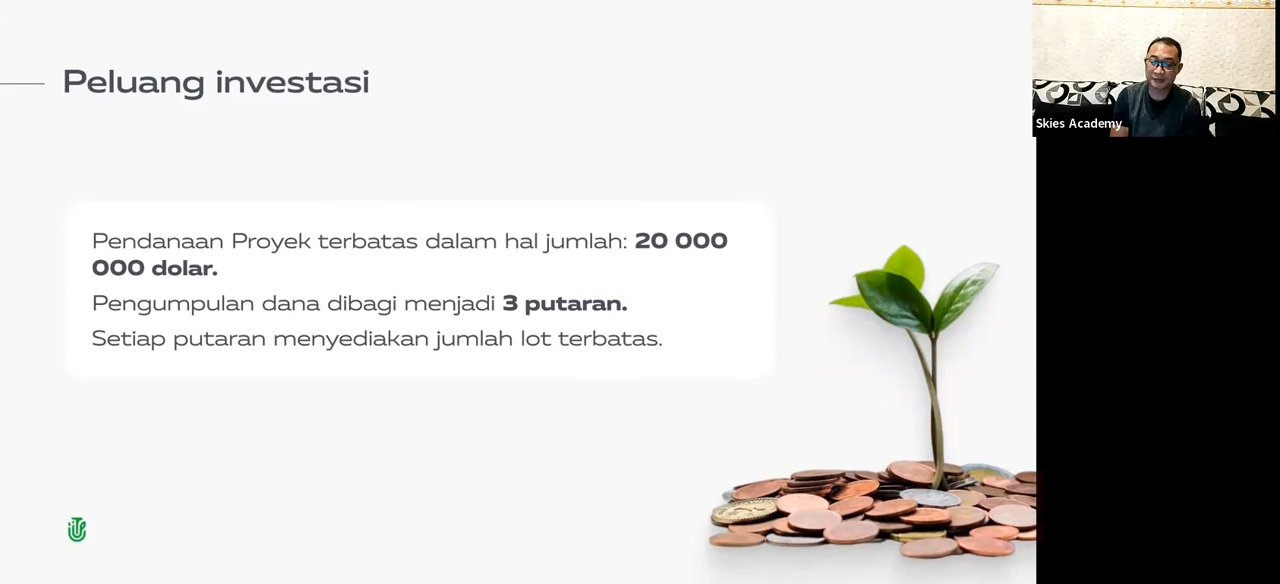 Peluang investasi
Skies Academy
Pendanaan Proyek terbatas dalam hal jumlah: 20 000
000 dolar.
Pengumpulan dana dibagi menjadi 3 putaran.
Setiap putaran menyediakan jumlah lot terbatas.